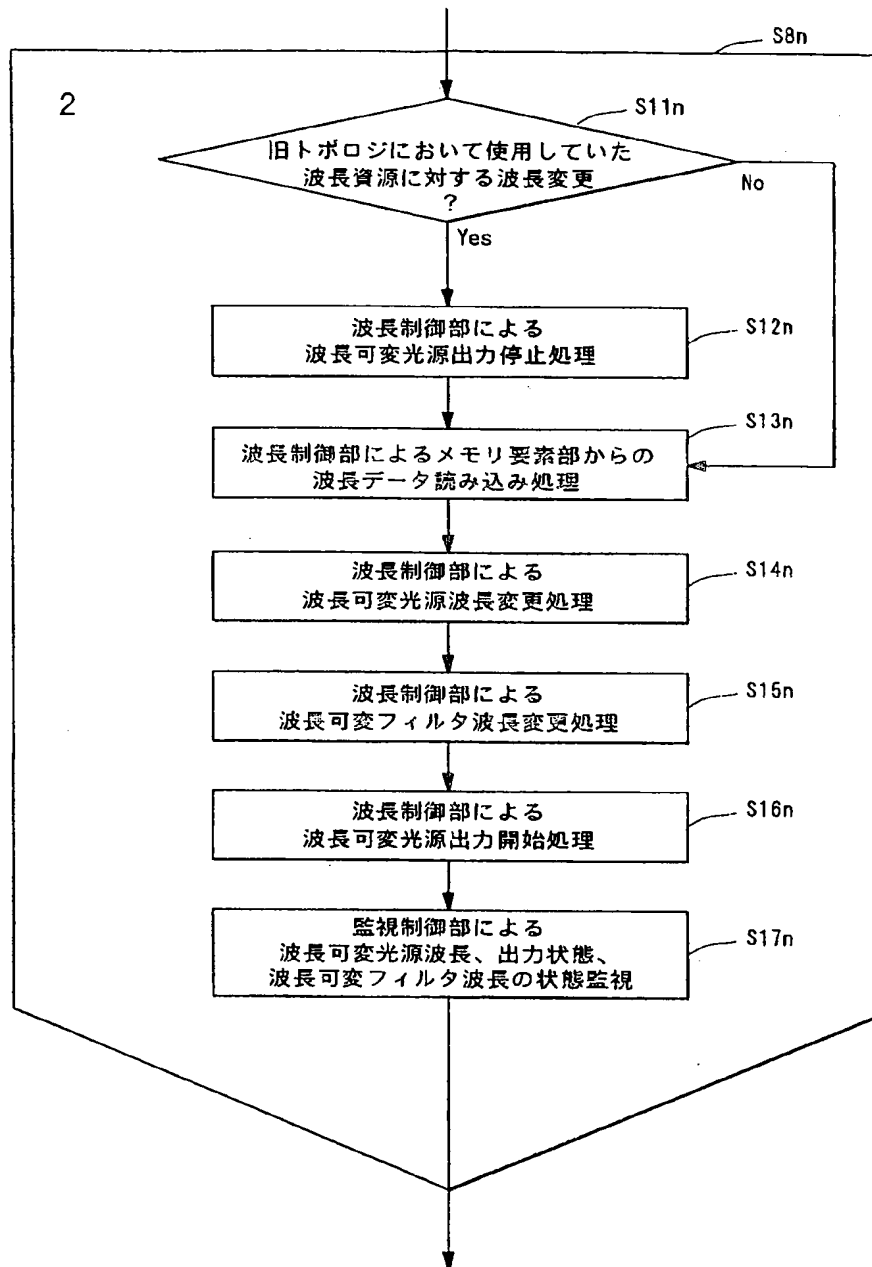 S8n
2
S11n
旧トポロジにおいて使用していた
波長資源に対する波長変更
?
No
Yes
波長制御部による
波長可変光源出力停止処理
S12n
S13n
波長制御部によるメモリ要素部からの
波長データ読み込み処理
波長制御部による
波長可変光源波長変更処理
S14n
波長制御部による
波長可変フィルタ波長変更処理
S15n
波長制御部による
波長可変光源出力開始処理
S16n
監視制御部による
波長可変光源波長、出力状態、
波長可変フィルタ波長の状態監視
S17n